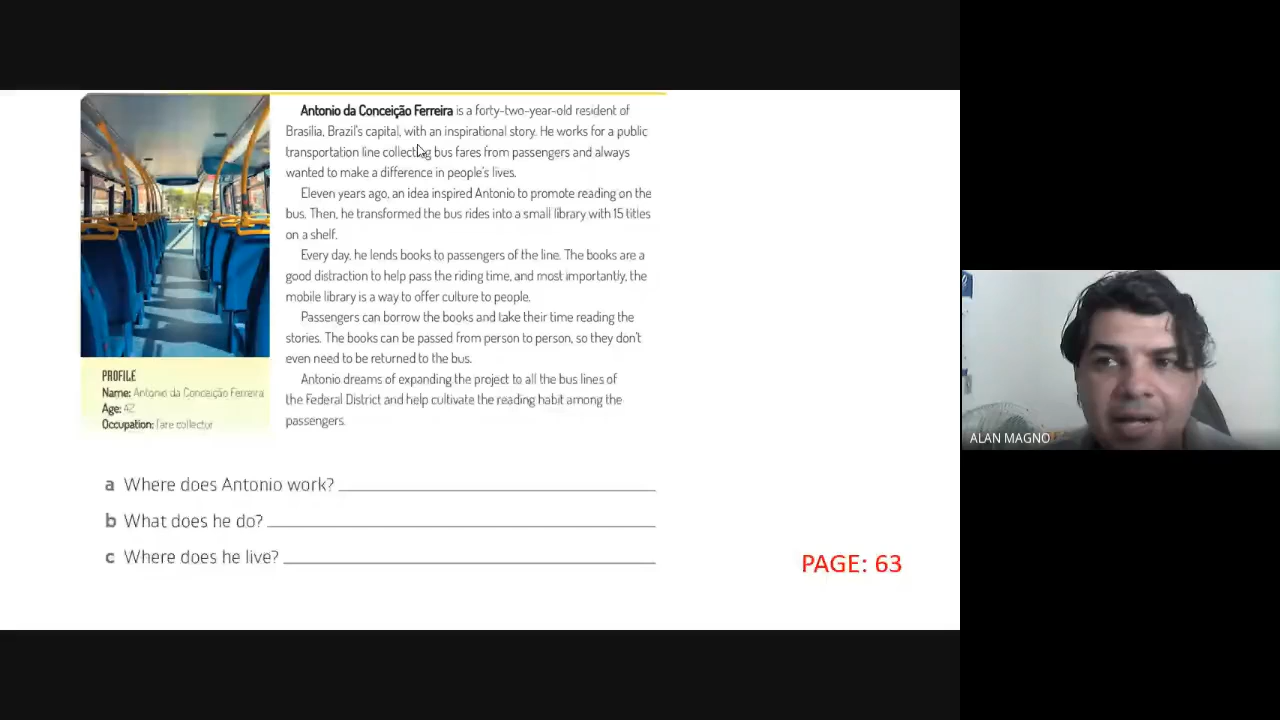 Antonio da Conceição Ferreira is a forty-two-year-old resident of
Brasília, Brazil's capital, with an inspirational story. He works for a public
transportation line collecting bus fares from passengers and always
wanted to make a difference in people's lives.
Eleven years ago, an idea inspired Antonio to promote reading on the
bus. Then, he transformed the bus rides into a small library with 15 titles
on a shelf.
Every day, he lends books to passengers of the line. The books are a
good distraction to help pass the riding time, and most importantly, the
mobile library is a way to offer culture to people.
Passengers can borrow the books and take their time reading the
stories. The books can be passed from person to person, so they don't
even need to be returned to the bus.
Antonio dreams of expanding the project to all the bus lines of
the Federal District and help cultivate the reading habit among the
passengers.
PROFILE
Name: Antonio da Conceição Ferreira
Age: 42
Occupation: Fare collector
a Where does Antonio work?
b What does he do?
c Where does he live?
PAGE: 63
ALAN MAGNO